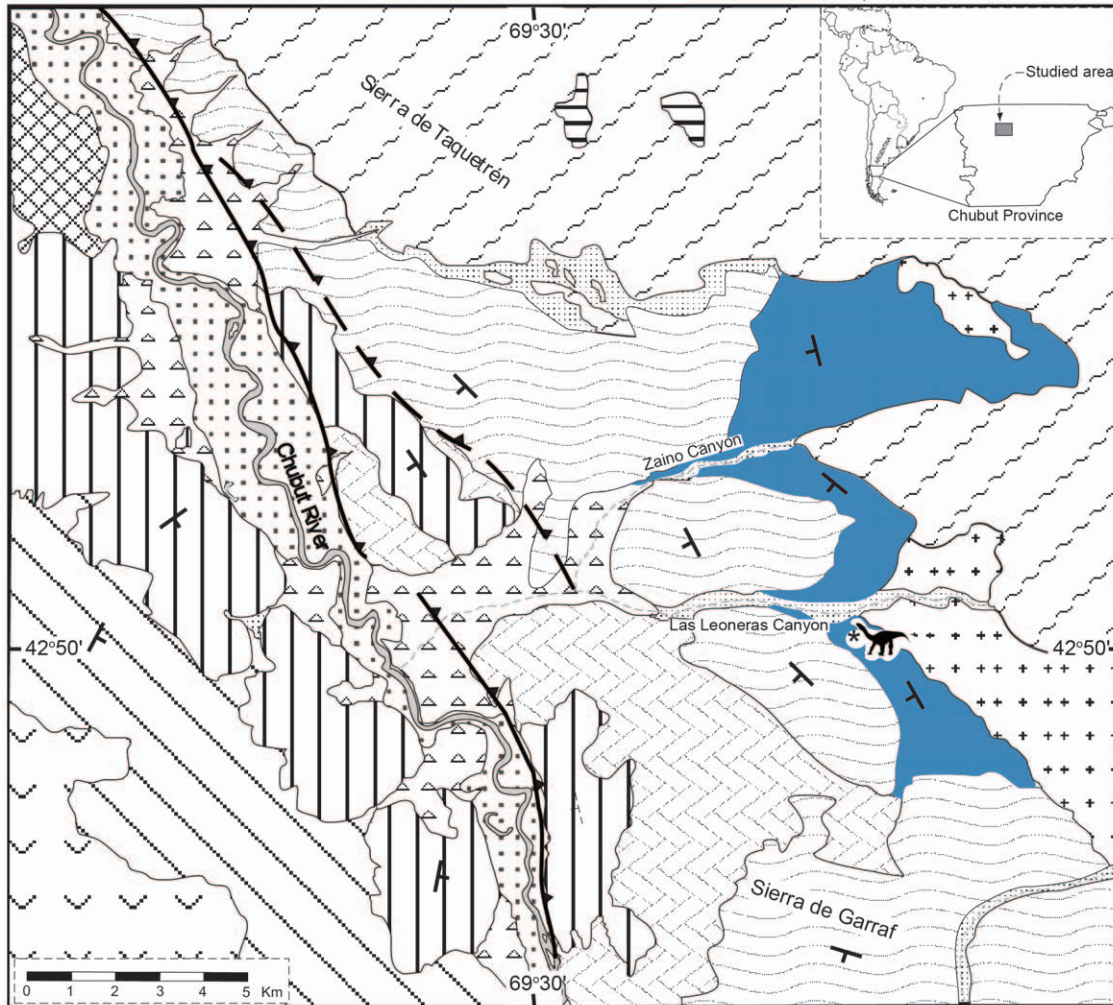 69°30'
Studied area
Chubut Province
Sierra de Taquetrén
Zaino Canyon
Chubut River
Las Leoneras Canyon
42°50'
42°50'
Sierra de Garraf
0 1 2 3 4 5 Km
69°30'